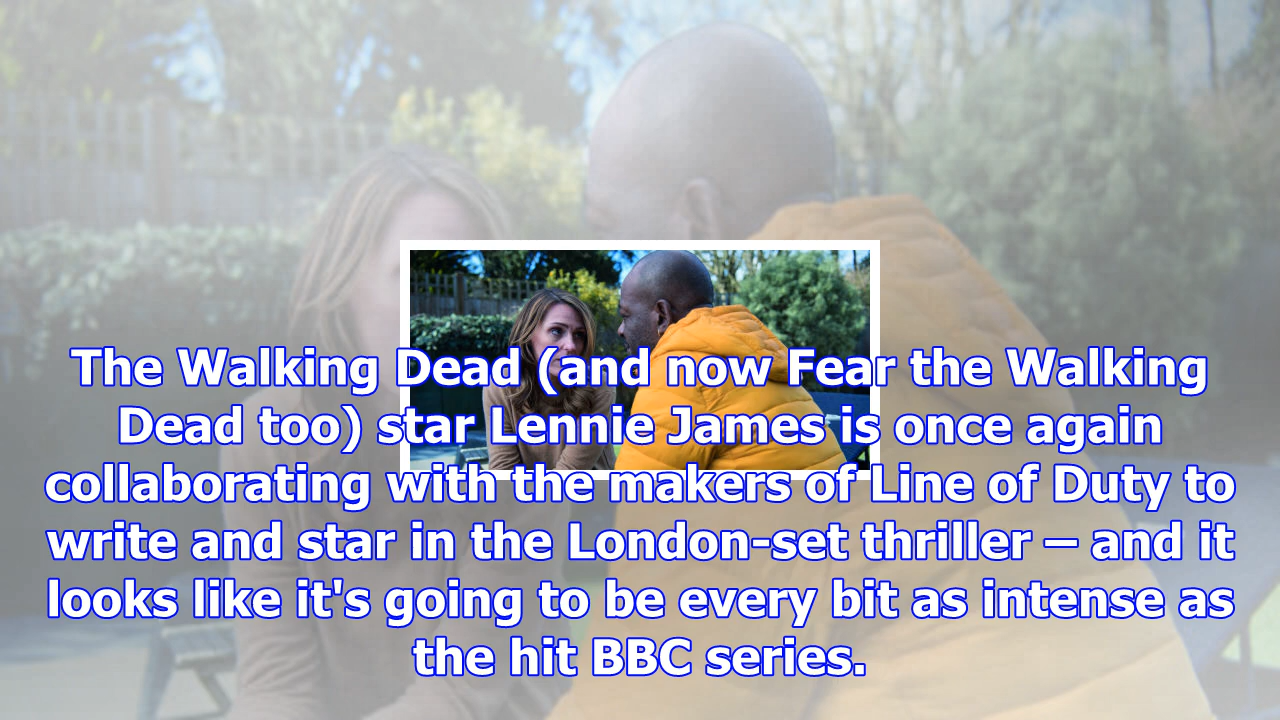 The Walking Dead (and now Fear the Walking
Dead too) star Lennie James is once again
collaborating with the makers of Line of Duty to
write and star in the London-set thriller – and it
looks like it's going to be every bit as intense as
the hit BBC series.